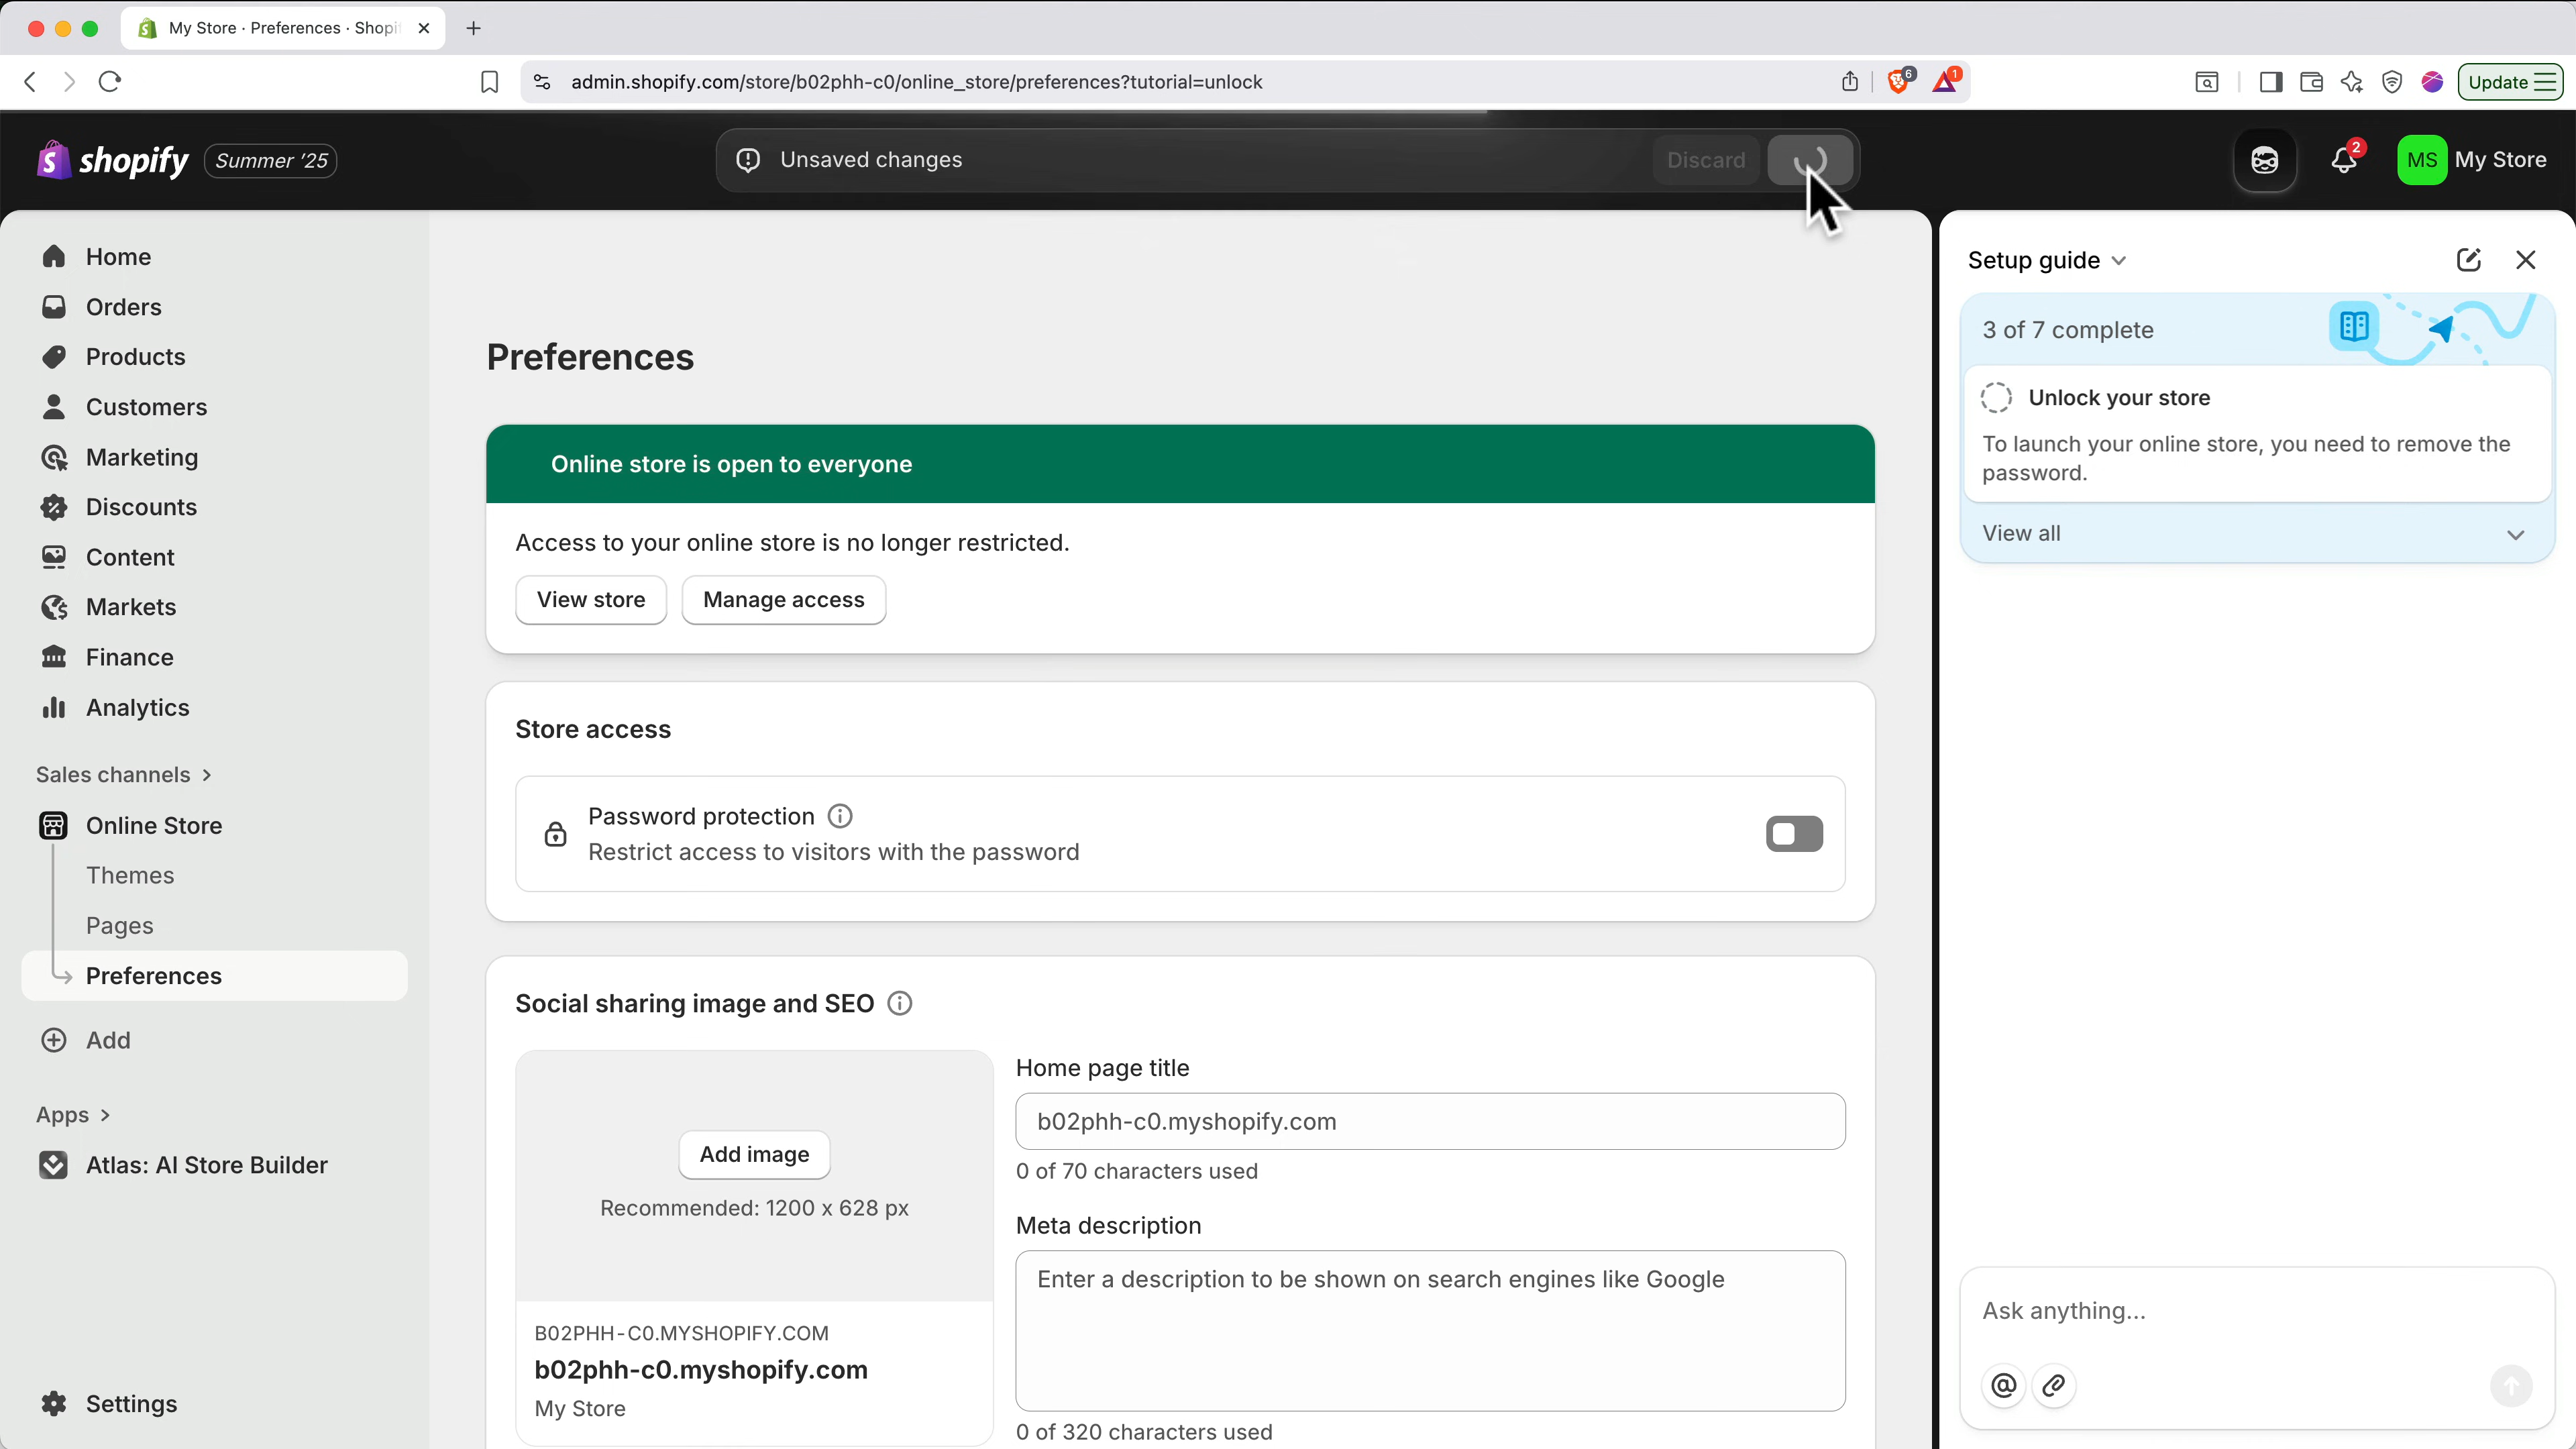 My Store · Preferences · Shopi
admin.shopify.com/store/b02phh-c0/online_store/preferences?tutorial=unlock
6
1
Update
shopify
Summer '25
Unsaved changes
Discard
2
MS
My Store
Home
Orders
Products
Customers
Marketing
Discounts
Content
Markets
Finance
Analytics
Sales channels
Online Store
Themes
Pages
Preferences
Add
Apps
Atlas: AI Store Builder
Settings
Preferences
Online store is open to everyone
Access to your online store is no longer restricted.
View store
Manage access
Store access
Password protection
Restrict access to visitors with the password
Social sharing image and SEO
Add image
Recommended: 1200 x 628 px
B02PHH-C0.MYSHOPIFY.COM
b02phh-c0.myshopify.com
My Store
Home page title
b02phh-c0.myshopify.com
0 of 70 characters used
Meta description
Enter a description to be shown on search engines like Google
0 of 320 characters used
Setup guide
3 of 7 complete
Unlock your store
To launch your online store, you need to remove the
password.
View all
Ask anything...